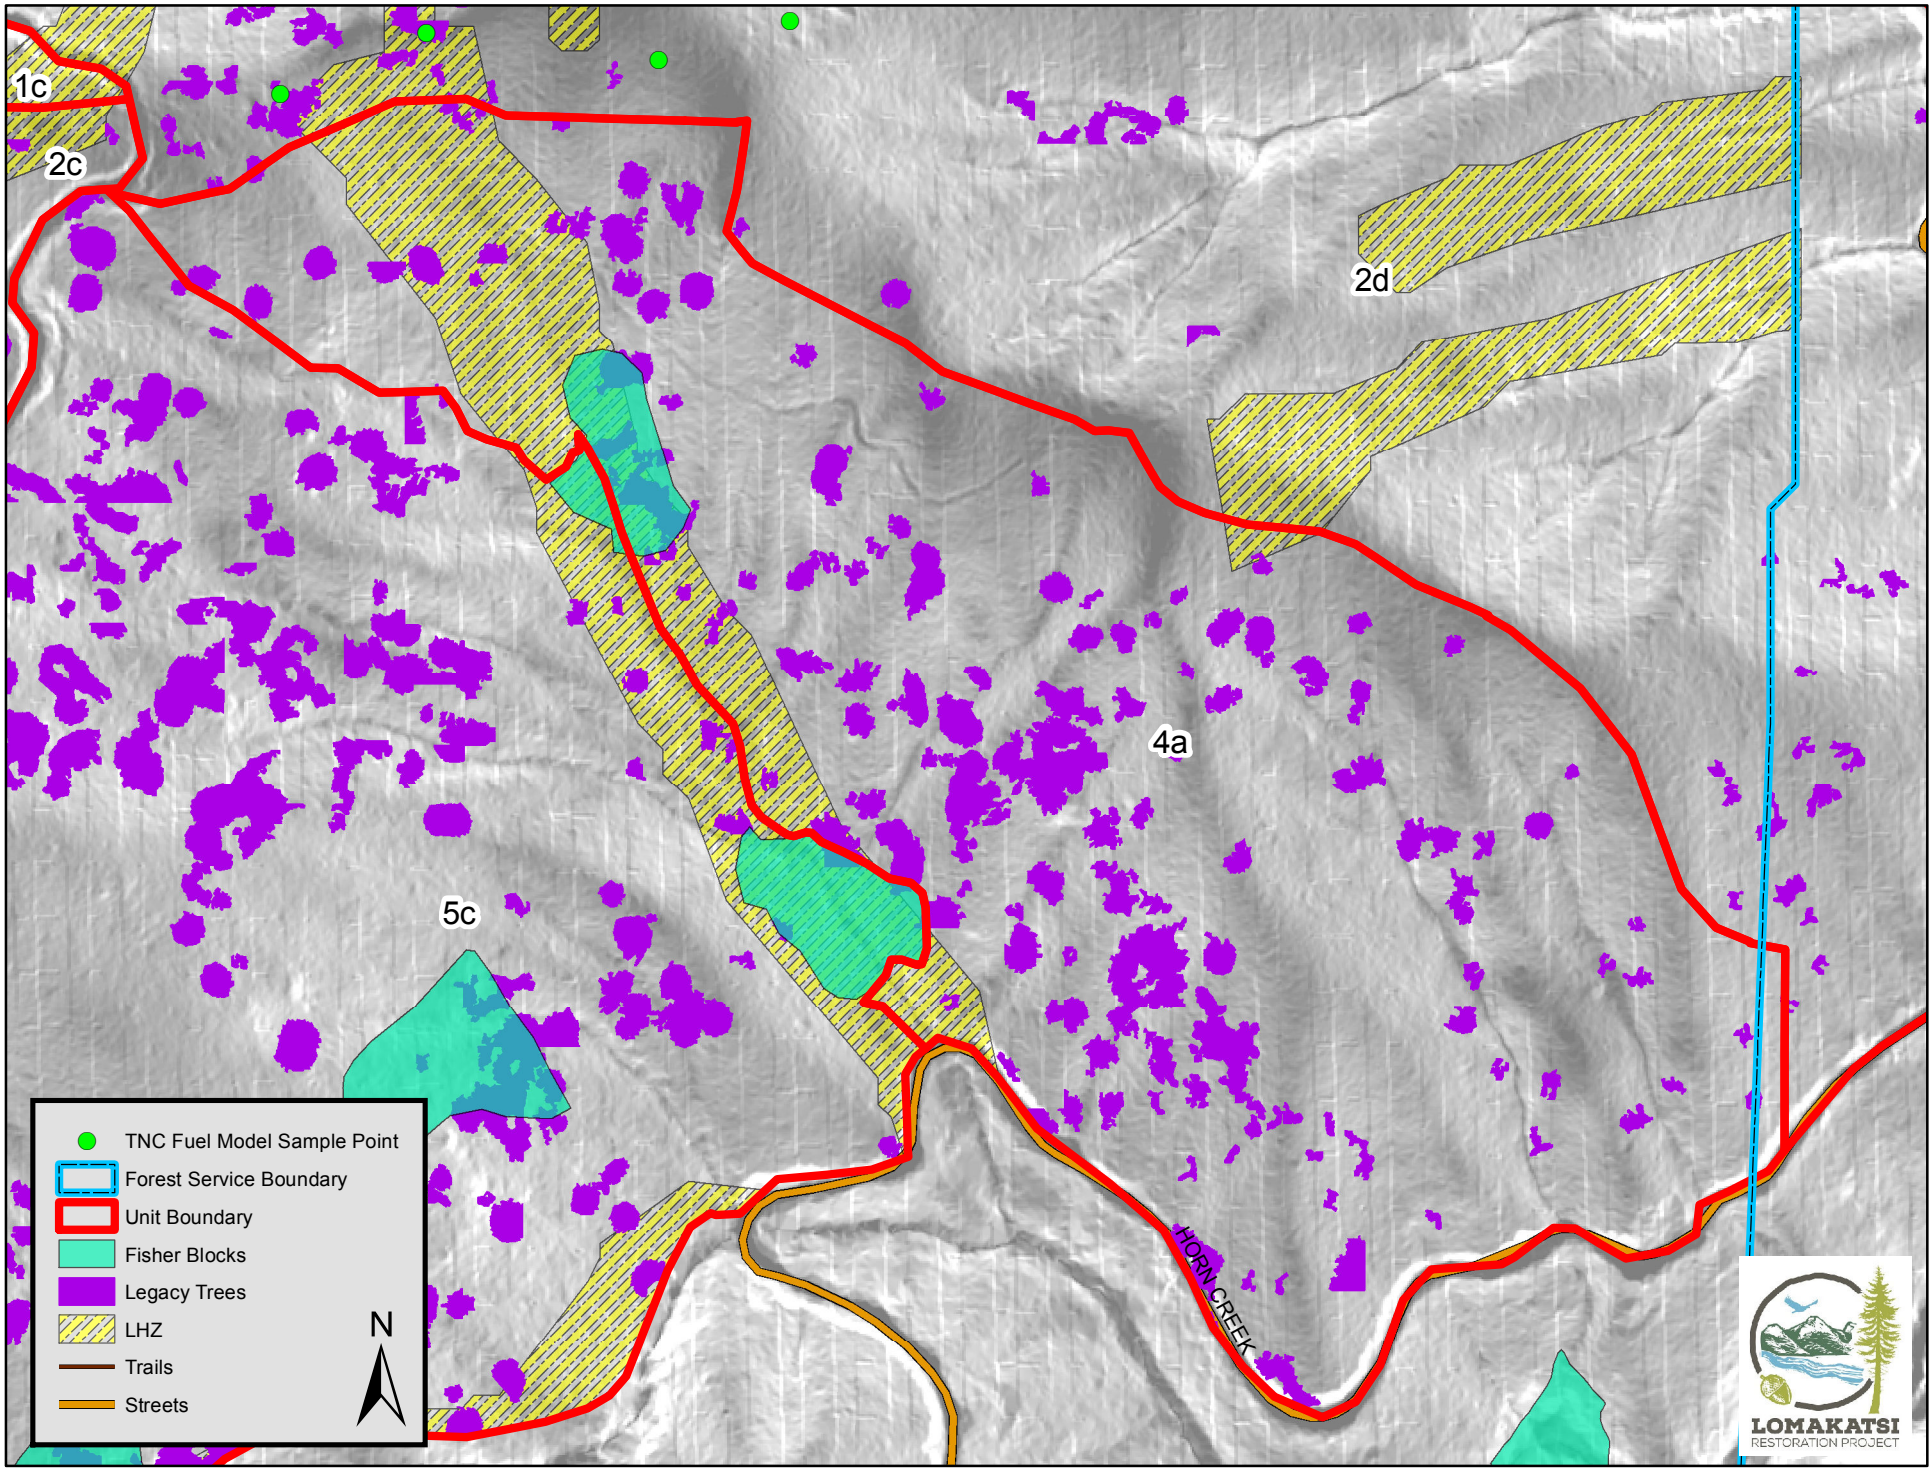 1c
2c
2d
4a
5c
HORN CREEK
TNC Fuel Model Sample Point
Forest Service Boundary
Unit Boundary
Fisher Blocks
Legacy Trees
LHZ
Trails
Streets
N
LOMAKATSI
RESTORATION PROJECT